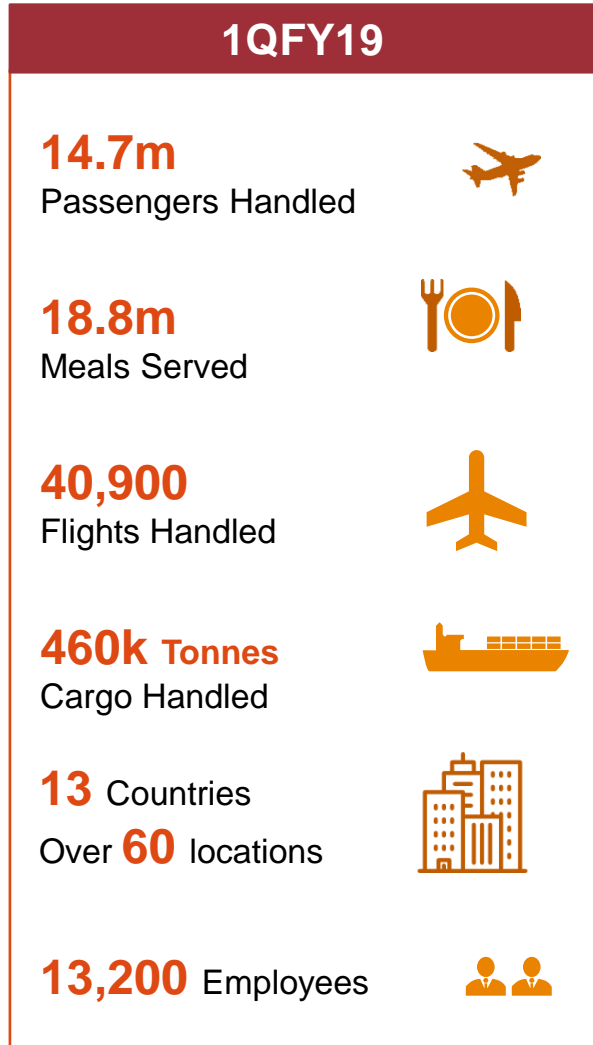 1QFY19
14.7m
Passengers Handled
18.8m
Meals Served
40,900
Flights Handled
460k Tonnes
Cargo Handled
13 Countries
Over 60 locations
13,200 Employees